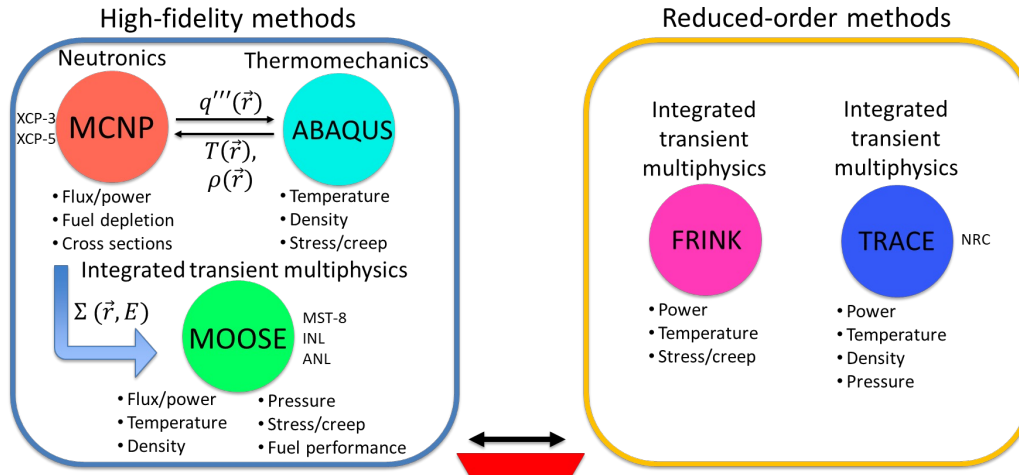 High-fidelity methods
Neutronics
Thermomechanics
XCP-3
XCP-5
MCNP
q′′′(r⃗)
T(r⃗),
ρ(r⃗)
ABAQUS
• Flux/power
• Fuel depletion
• Cross sections
• Temperature
• Density
• Stress/creep
Integrated transient multiphysics
Σ (r⃗, E)
MOOSE
MST-8
INL
ANL
• Flux/power
• Temperature
• Density
• Pressure
• Stress/creep
• Fuel performance
Reduced-order methods
Integrated
transient
multiphysics
FRINK
• Power
• Temperature
• Stress/creep
Integrated
transient
multiphysics
TRACE
NRC
• Power
• Temperature
• Density
• Pressure